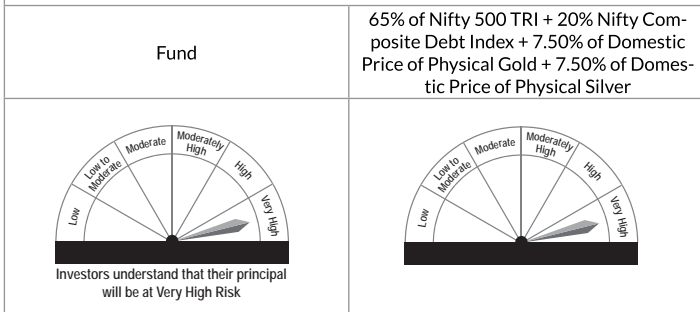 Fund
65% of Nifty 500 TRI + 20% Nifty Com-
posite Debt Index + 7.50% of Domestic
Price of Physical Gold + 7.50% of Domes-
tic Price of Physical Silver
Low
Low to
Moderate
Moderate
Moderately
High
High
Very High
Investors understand that their principal
will be at Very High Risk
Low
Low to
Moderate
Moderate
Moderately
High
High
Very High